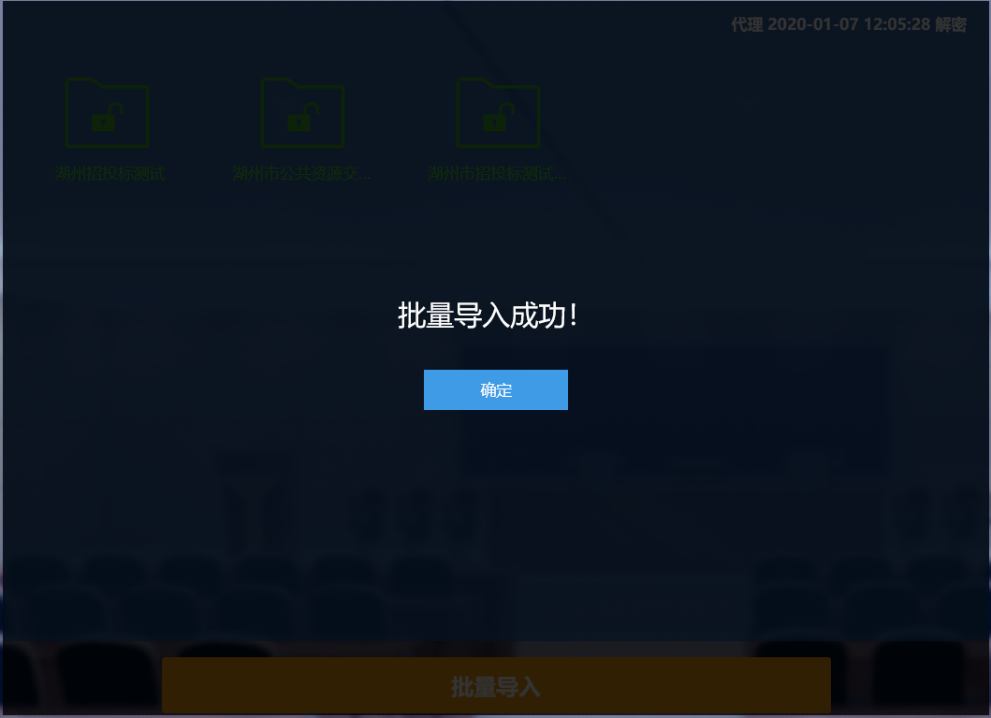 代理 2020-01-07 12:05:28 解密
湖州招投标测试
湖州市公共资源交...
湖州市招投标测试...
批量导入成功！
确定
批量导入